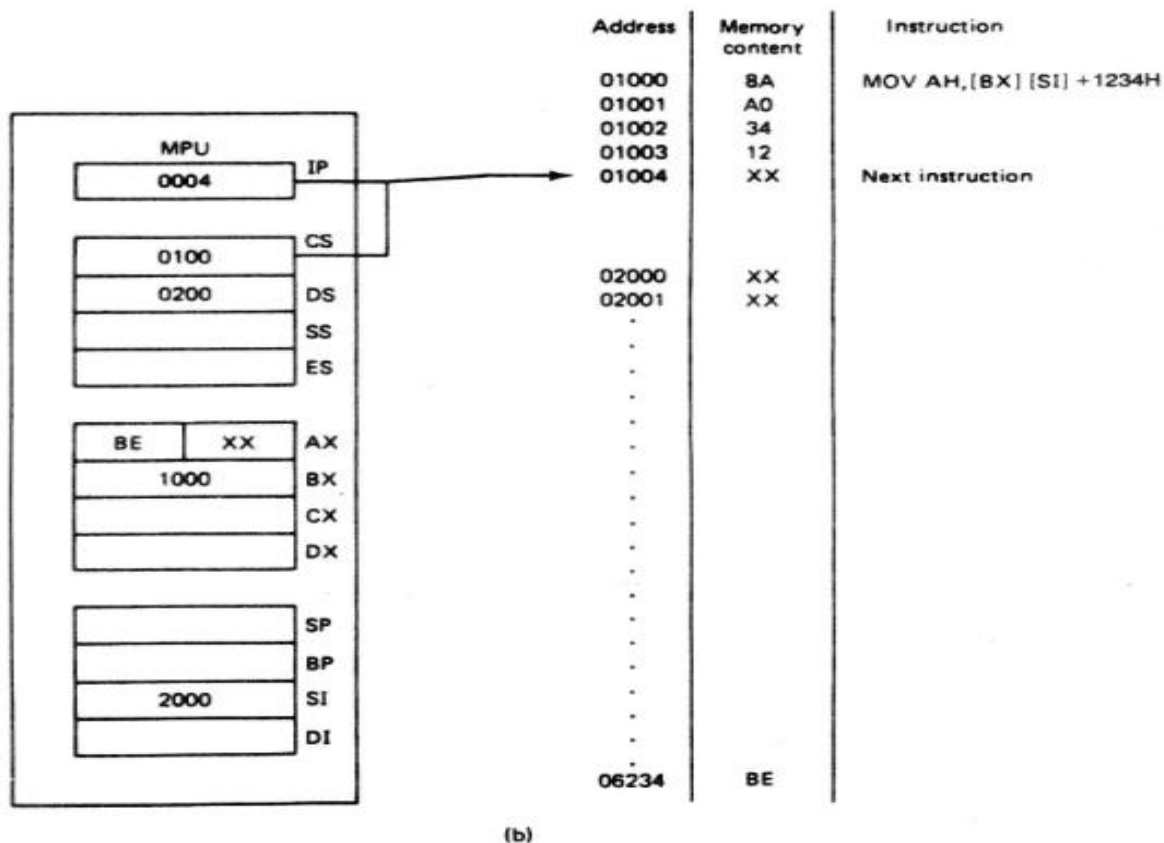 MPU
0004 IP
0100 CS
0200 DS
SS
ES
BE XX AX
1000 BX
CX
DX
SP
BP
2000 SI
DI
Address Memory content Instruction
01000 8A MOV AH, [BX] [SI] + 1234H
01001 A0
01002 34
01003 12
01004 XX Next instruction
02000 XX
02001 XX
06234 BE
(b)